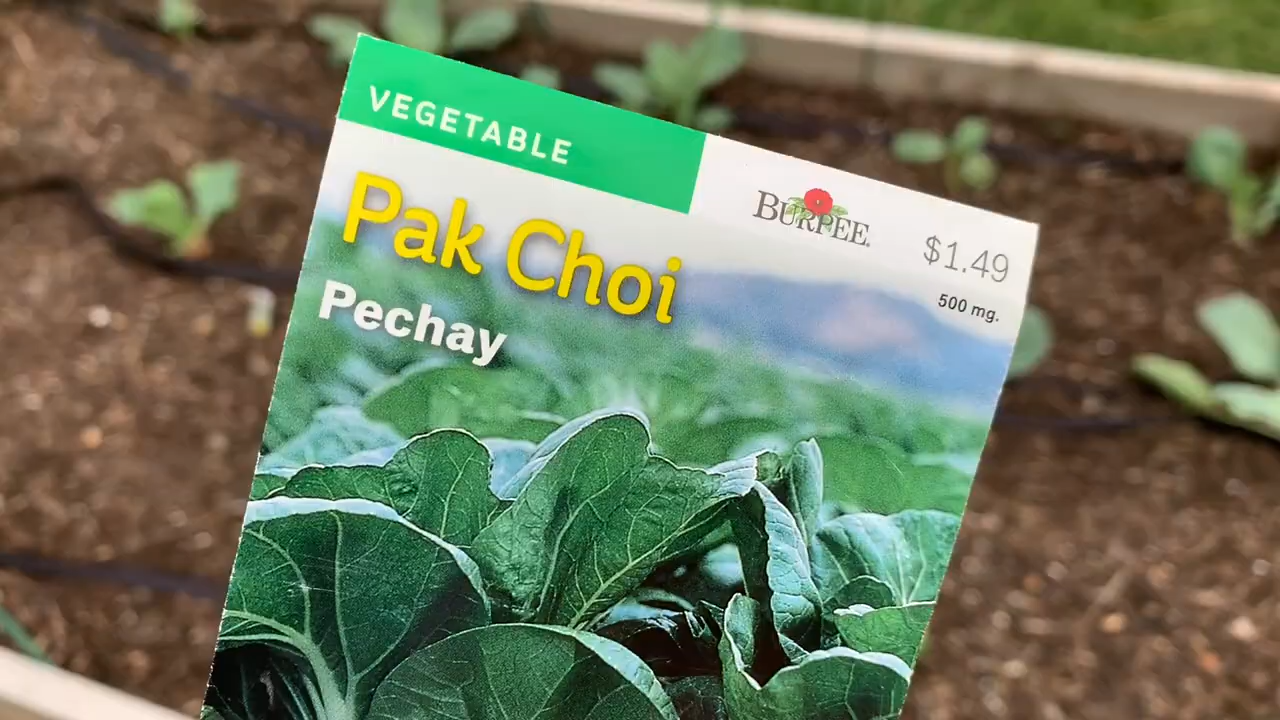 VEGETABLE
Pak Choi
Pechay
BURPEE.
$1.49
500 mg.